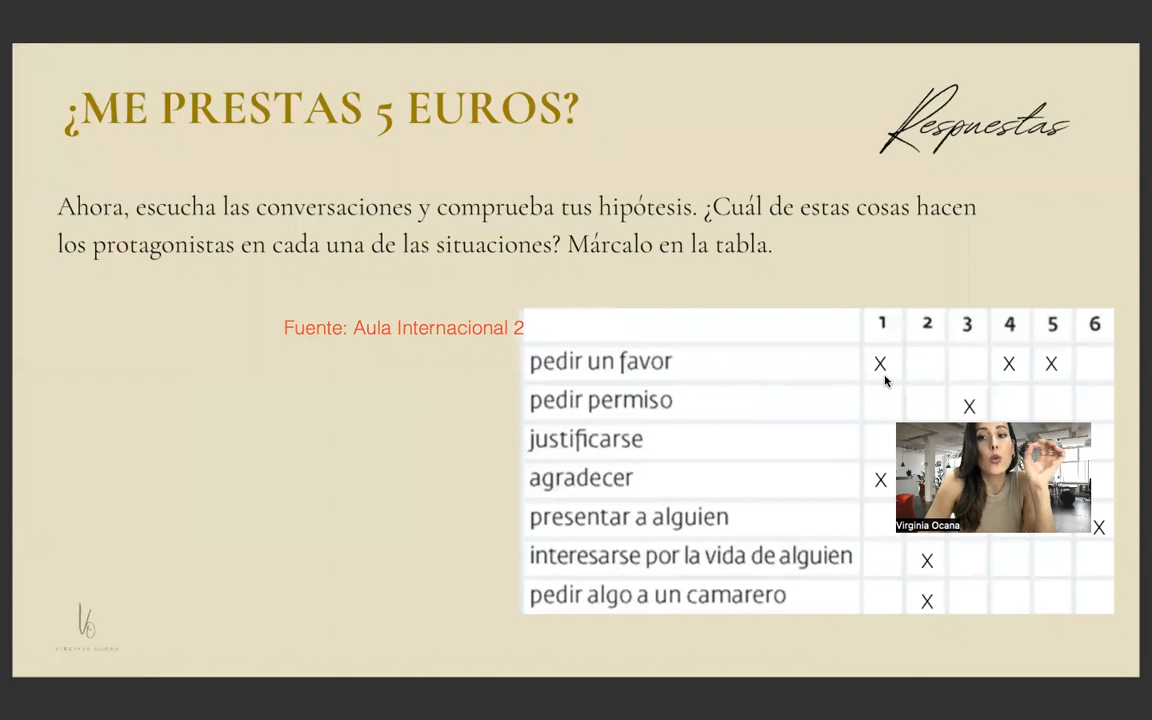 ¿ME PRESTAS 5 EUROS?
Respuestas
Ahora, escucha las conversaciones y comprueba tus hipótesis. ¿Cuál de estas cosas hacen
los protagonistas en cada una de las situaciones? Márcalo en la tabla.
Fuente: Aula Internacional 2
1 2 3 4 5 6
pedir un favor X X X
pedir permiso X
justificarse
agradecer X
presentar a alguien X
interesarse por la vida de alguien X
pedir algo a un camarero X
Virginia Ocana
VO
VIRGINIA OCANA